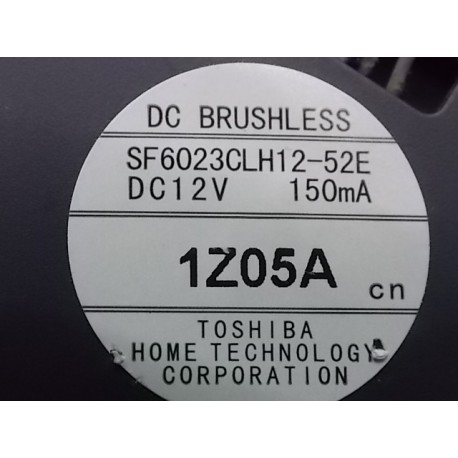 DC BRUSHLESS
SF6023CLH12-52E
DC12V 150mA
1Z05A cn
TOSHIBA
HOME TECHNOLOGY
CORPORATION